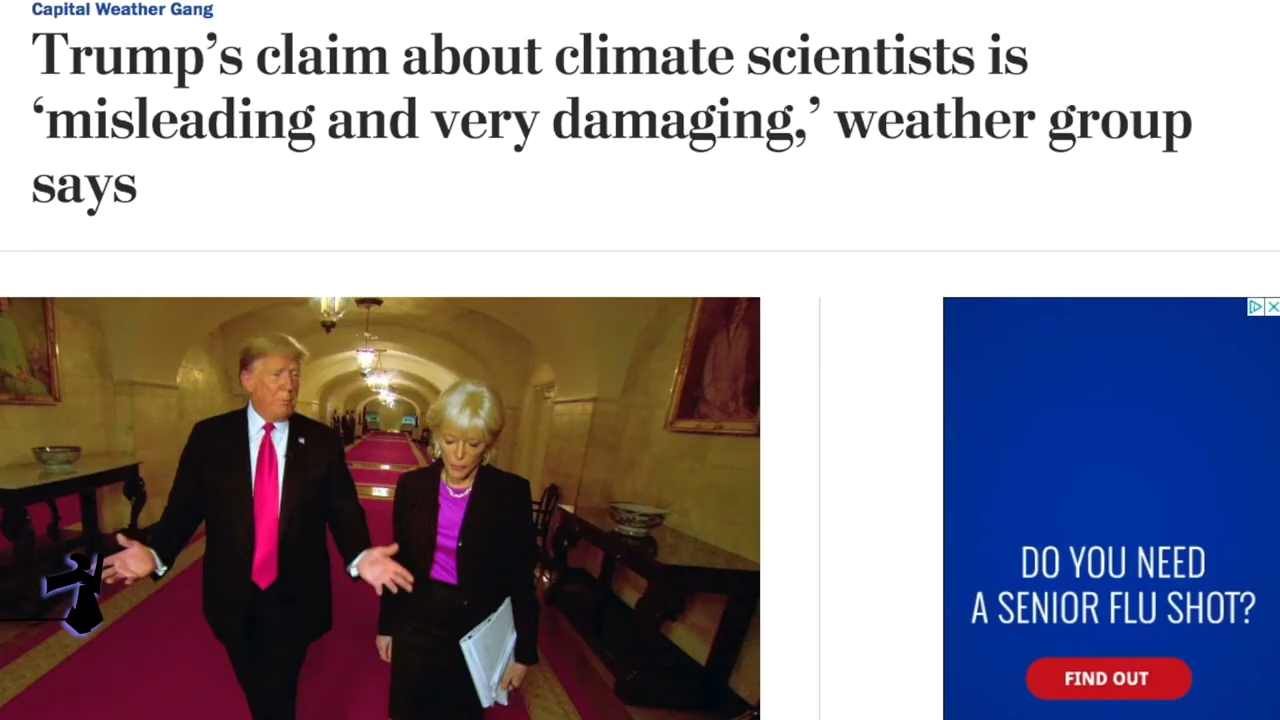 Capital Weather Gang
Trump’s claim about climate scientists is
‘misleading and very damaging,’ weather group
says
DO YOU NEED
A SENIOR FLU SHOT?
FIND OUT